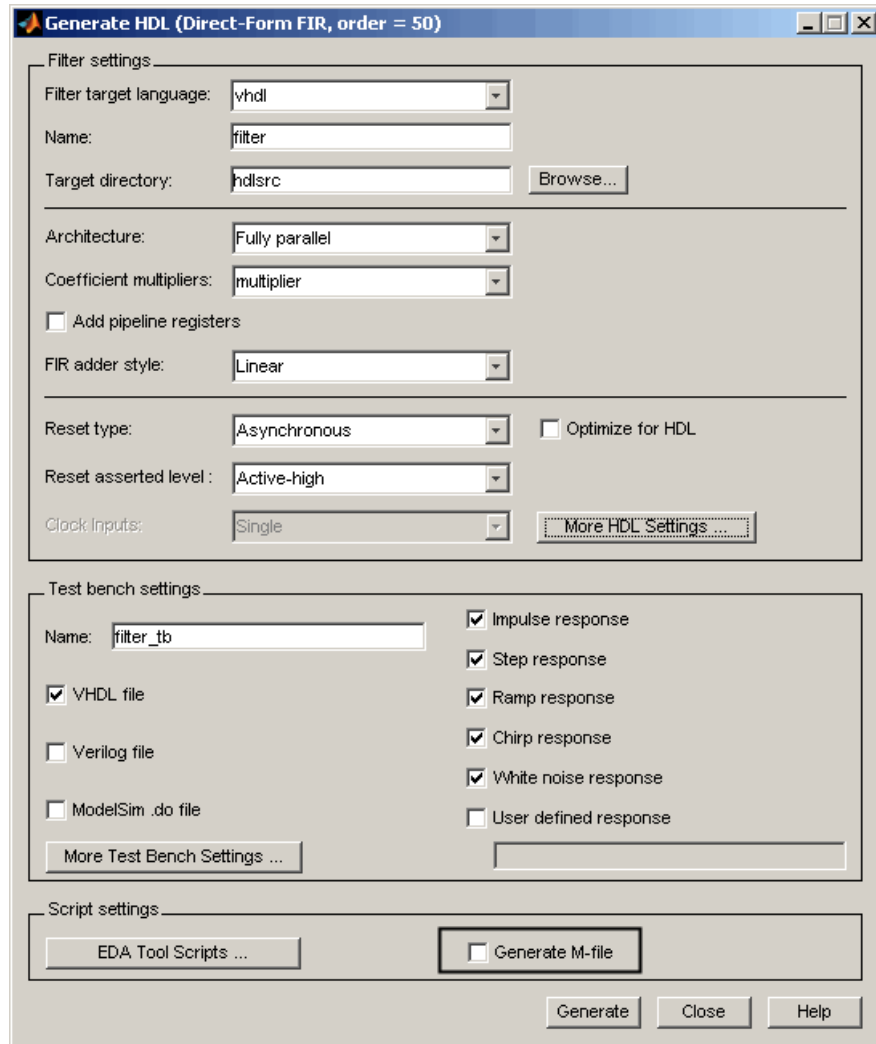 Generate HDL (Direct-Form FIR, order = 50)
Filter settings
Filter target language: vhdl
Name: filter
Target directory: hdlsrc Browse...
Architecture: Fully parallel
Coefficient multipliers: multiplier
Add pipeline registers
FIR adder style: Linear
Reset type: Asynchronous Optimize for HDL
Reset asserted level : Active-high
Clock Inputs: Single More HDL Settings ...
Test bench settings
Name: filter_tb
VHDL file
Verilog file
ModelSim .do file
More Test Bench Settings ...
Impulse response
Step response
Ramp response
Chirp response
White noise response
User defined response
Script settings
EDA Tool Scripts ... Generate M-file
Generate Close Help